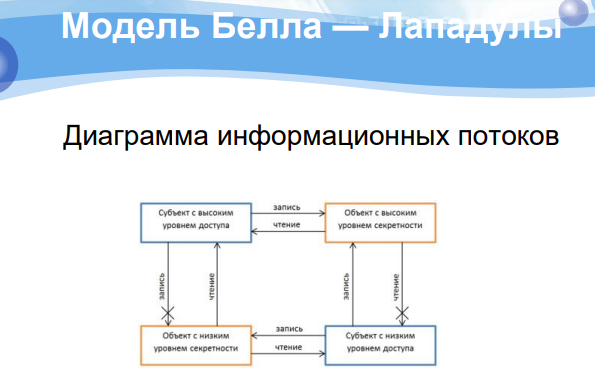 Модель Белла — Лападулы
Диаграмма информационных потоков
Субъект с высоким
уровнем доступа
запись
чтение
Объект с высоким
уровнем секретности
запись
чтение
запись
чтение
Объект с низким
уровнем секретности
запись
чтение
Субъект с низким
уровнем доступа